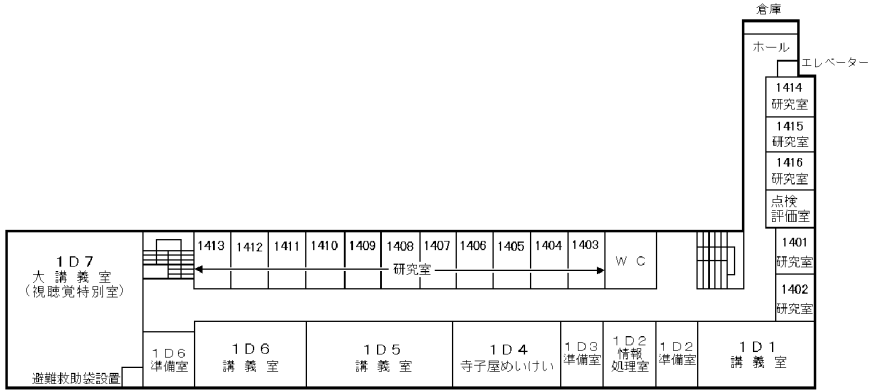 倉庫
ホール
エレベーター
1414
研究室
1415
研究室
1416
研究室
点検
評価室
1D7
大講義室
(視聴覚特別室)
1413 1412 1411 1410 1409 1408 1407 1406 1405 1404 1403
研究室
WC
1401
研究室
1402
研究室
避難救助袋設置
1D6
準備室
1D6
講義室
1D5
講義室
1D4
寺子屋めいけい
1D3
準備室
1D2
情報
処理室
1D2
準備室
1D1
講義室